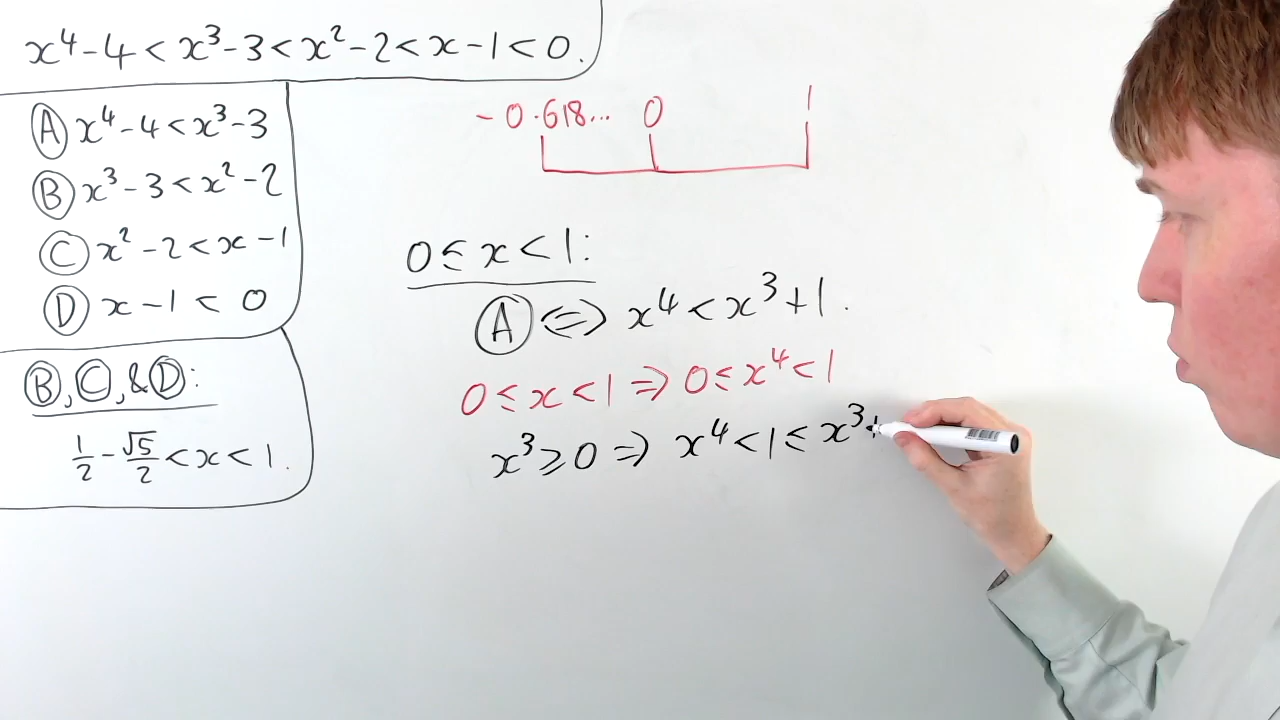 x⁴-4<x³-3<x²-2<x-1<0.
Ⓐ x⁴-4<x³-3
Ⓑ x³-3<x²-2
Ⓒ x²-2<x-1
Ⓓ x-1<0
Ⓑ,Ⓒ,&Ⓓ:
1/2-√5/2<x<1.
-0.618... 0 1
0≤x<1:
Ⓐ⇔x⁴<x³+1.
0≤x<1⇒0≤x⁴<1
x³≥0⇒x⁴<1≤x³+